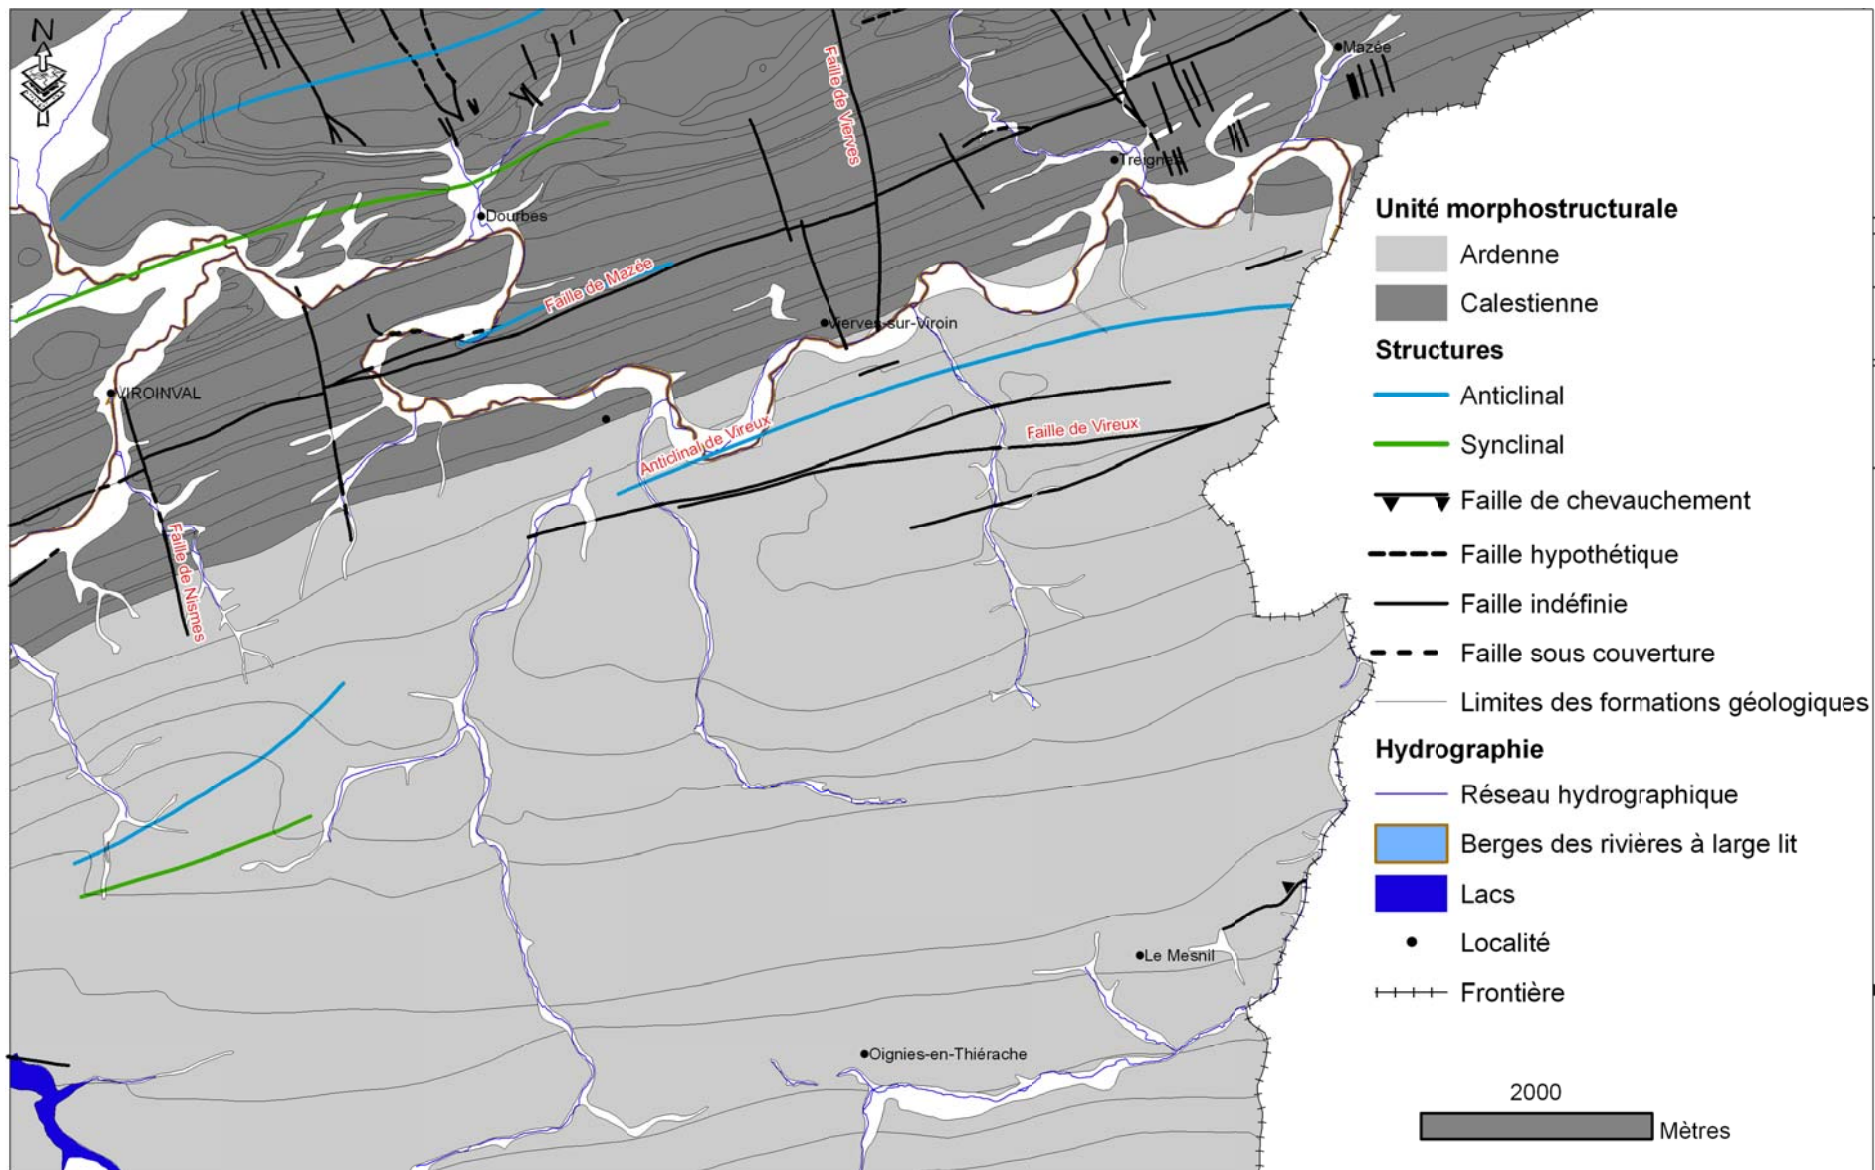 N
Mazée
Faille de Vierves
Treignes
Dourbes
Faille de Mazée
Vierves-sur-Viroin
VIROINVAL
Anticlinal de Vireux
Faille de Vireux
Faille de Nismes
Le Mesnil
Oignies-en-Thiérache
Unité morphostructurale
Ardenne
Calestienne
Structures
Anticlinal
Synclinal
Faille de chevauchement
Faille hypothétique
Faille indéfinie
Faille sous couverture
Limites des formations géologiques
Hydrographie
Réseau hydrographique
Berges des rivières à large lit
Lacs
Localité
Frontière
2000
Mètres